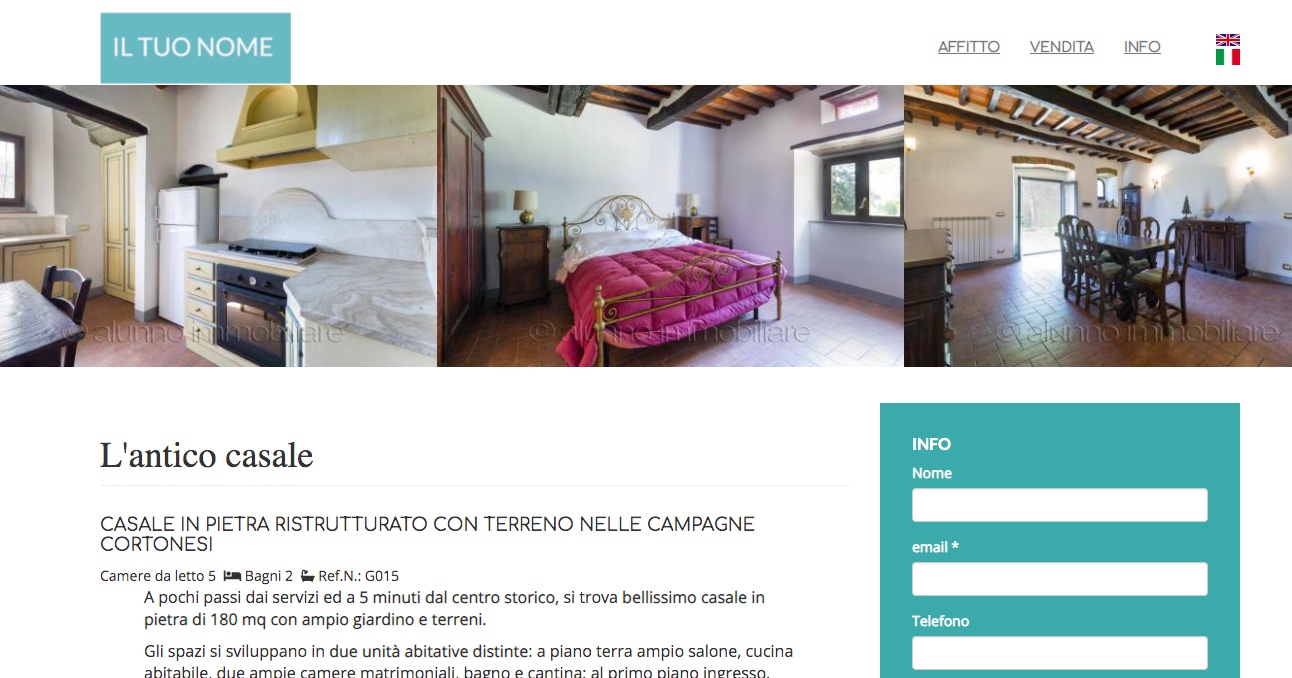 IL TUO NOME
AFFITTO VENDITA INFO
© alunno immobiliare
© alunno immobiliare
© alunno immobiliare
L'antico casale
CASALE IN PIETRA RISTRUTTURATO CON TERRENO NELLE CAMPAGNE
CORTONESI
Camere da letto 5 Bagni 2 Ref.N.: G015
A pochi passi dai servizi ed a 5 minuti dal centro storico, si trova bellissimo casale in
pietra di 180 mq con ampio giardino e terreni.
Gli spazi si sviluppano in due unità abitative distinte: a piano terra ampio salone, cucina
abitabile, due ampie camere matrimoniali, bagno e cantina; al primo piano ingresso,
INFO
Nome
email *
Telefono